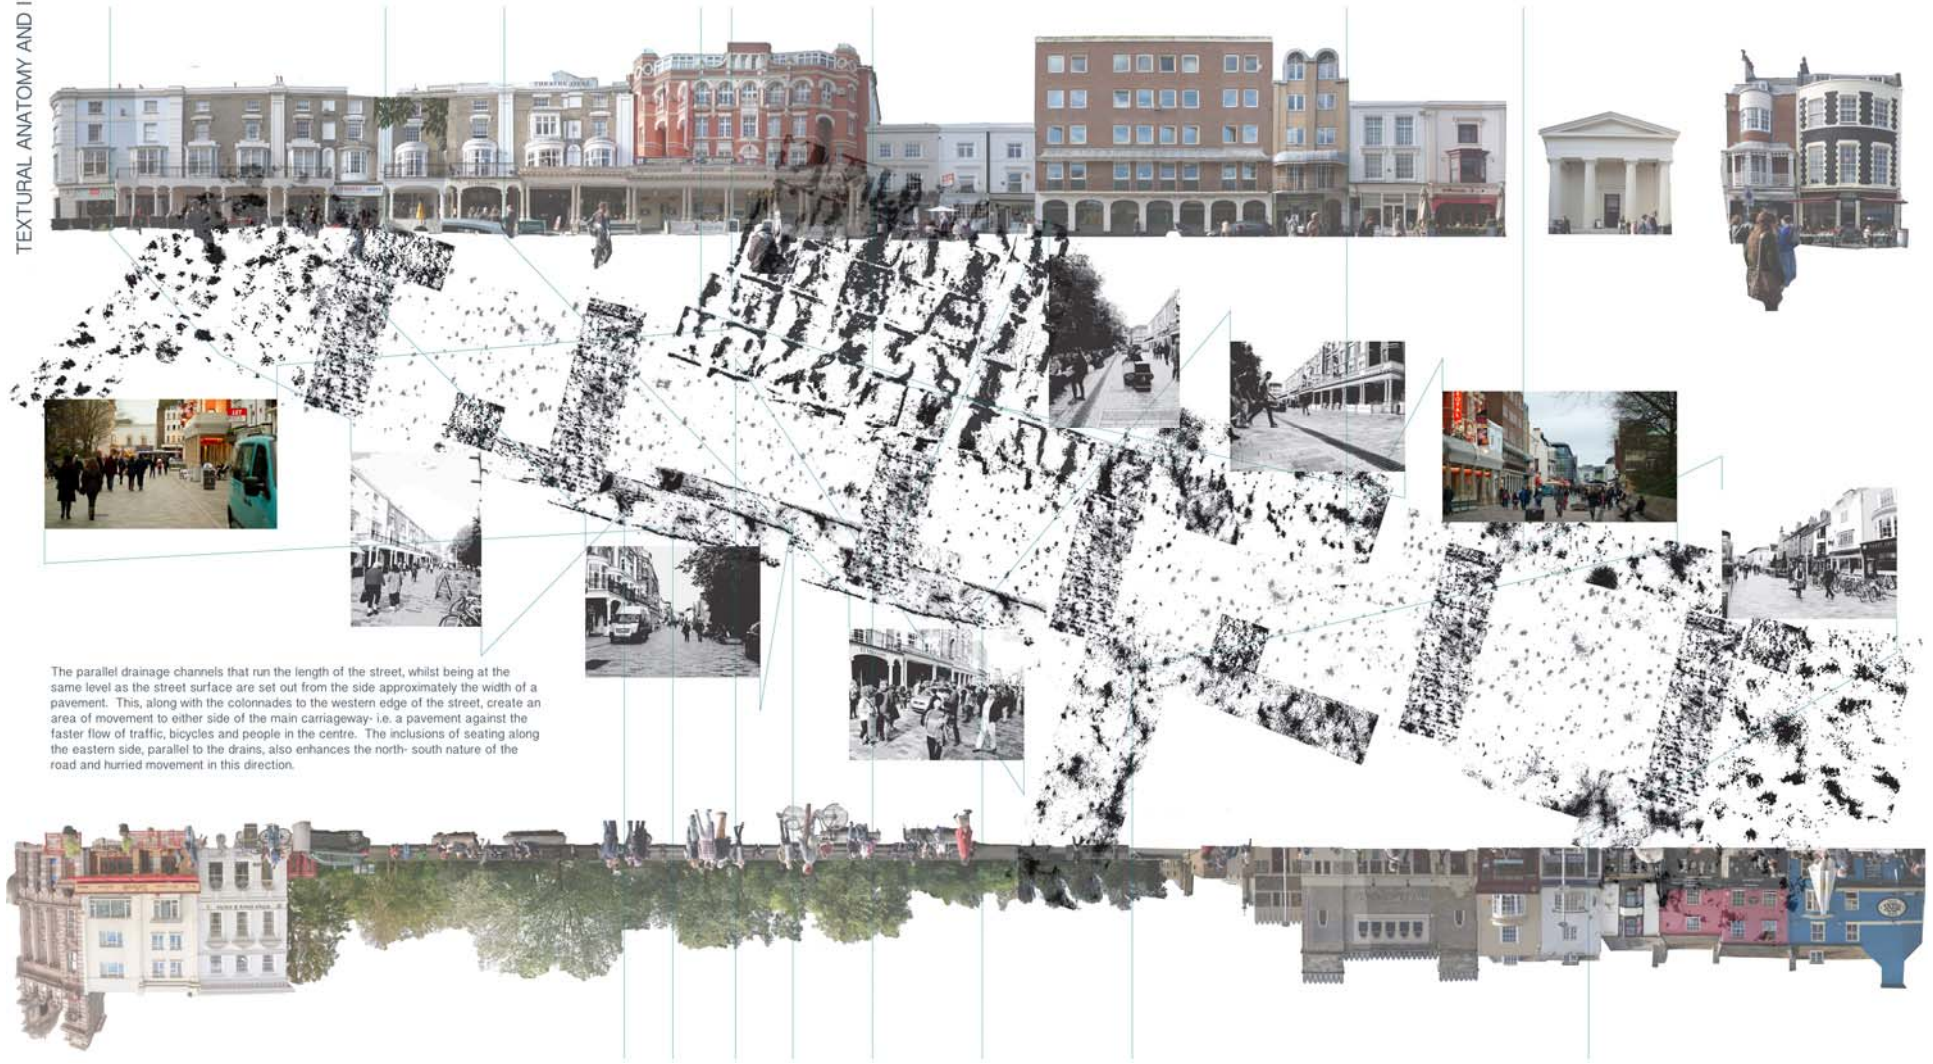 TEXTURAL ANATOMY AND
THEATRE ROYAL
LET
The parallel drainage channels that run the length of the street, whilst being at the
same level as the street surface are set out from the side approximately the width of a
pavement.  This, along with the colonnades to the western edge of the street, create an
area of movement to either side of the main carriageway- i.e. a pavement against the
faster flow of traffic, bicycles and people in the centre.  The inclusions of seating along
the eastern side, parallel to the drains, also enhances the north- south nature of the
road and hurried movement in this direction.